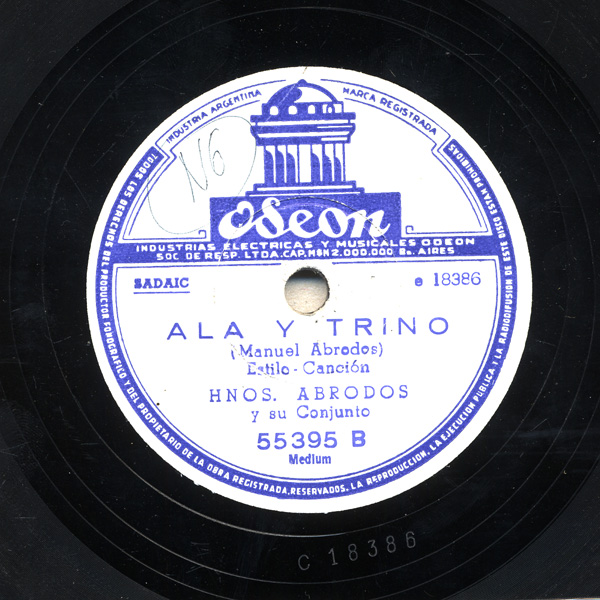 INDUSTRIA ARGENTINA
MARCA REGISTRADA
N6
Odeon
INDUSTRIAS ELECTRICAS Y MUSICALES ODEON
SOC DE RESP. LTDA.CAP. M$N 2.000.000 Bs. AIRES
SADAIC
e 18386
ALA Y TRINO
(Manuel Abrodos)
Estilo - Canción
HNOS. ABRODOS
y su Conjunto
55395 B
Medium
TODOS LOS DERECHOS DEL PRODUCTOR FONOGRAFICO Y DEL PROPIETARIO DE LA OBRA REGISTRADA, RESERVADOS. LA REPRODUCCION, LA EJECUCION PUBLICA Y LA RADIODIFUSION DE ESTE DISCO ESTAN PROHIBIDAS
C 18386